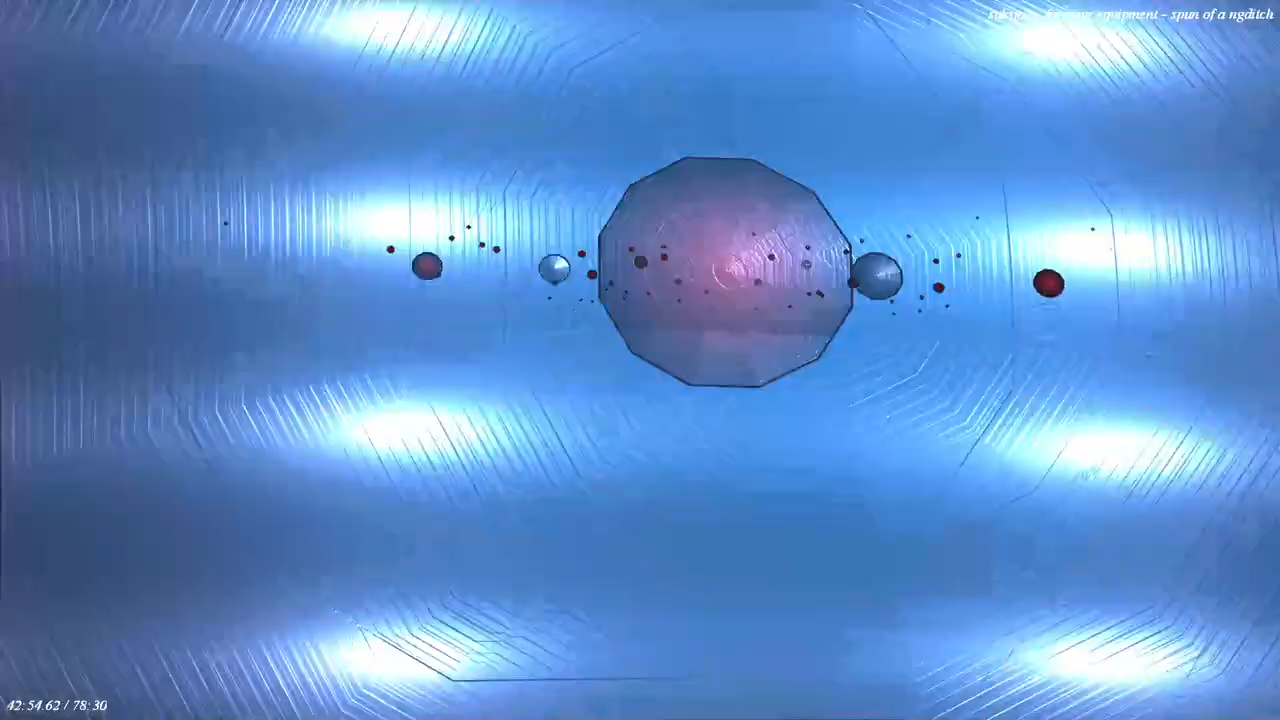 equipment - spun of a ngditch
42:54.62 / 78:30